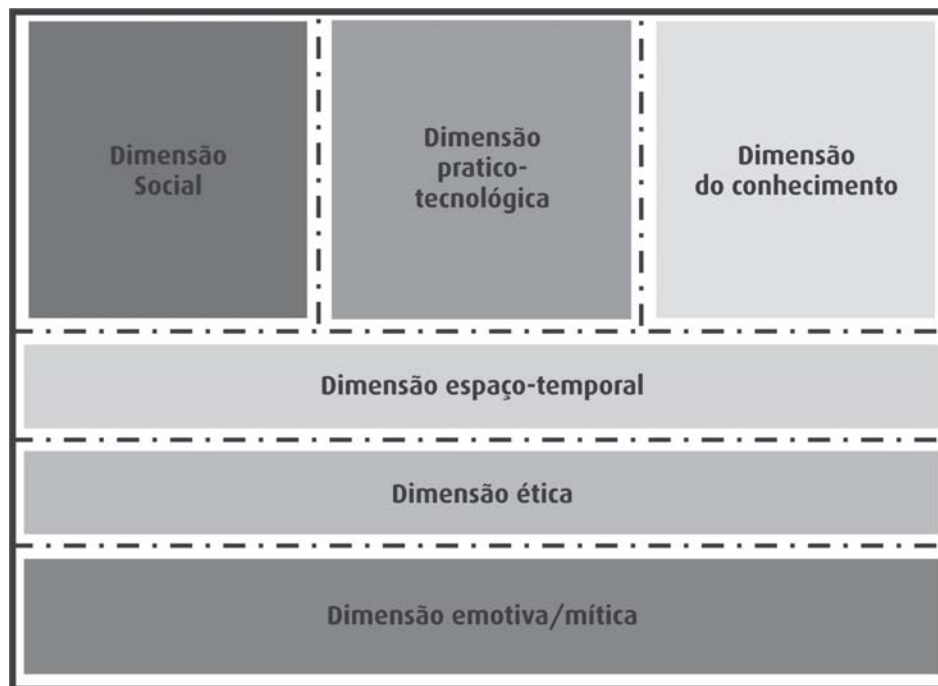 Dimensão
Social
Dimensão
pratico-
tecnológica
Dimensão
do conhecimento
Dimensão espaço-temporal
Dimensão ética
Dimensão emotiva/mítica